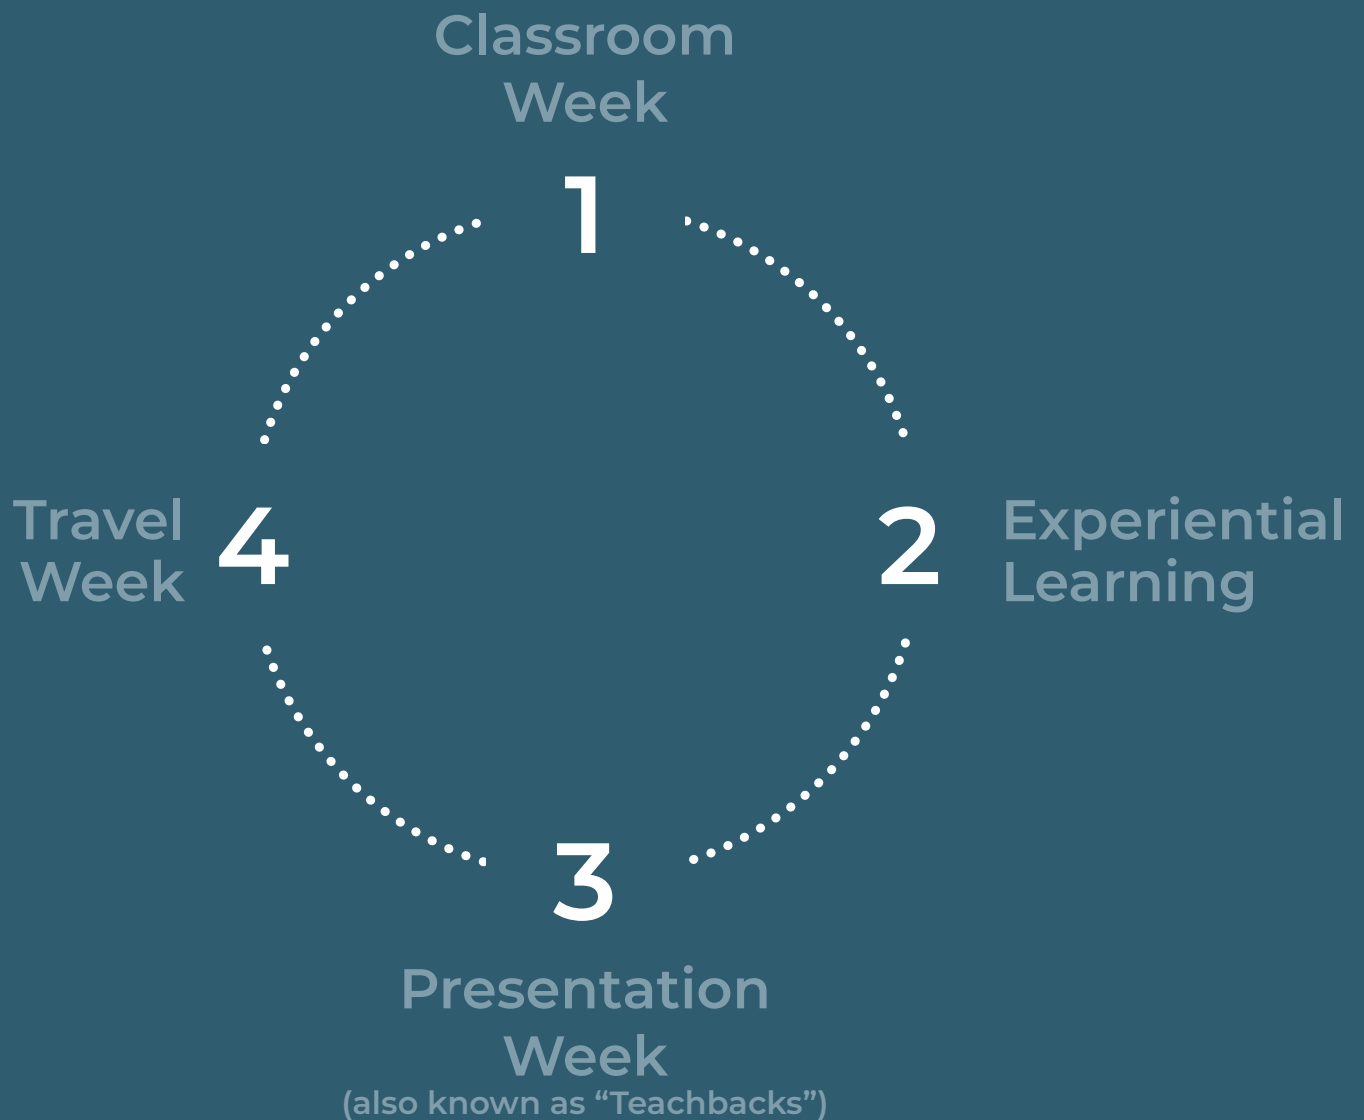 Classroom
Week
1
2
Experiential
Learning
3
Presentation
Week
(also known as “Teachbacks”)
4
Travel
Week